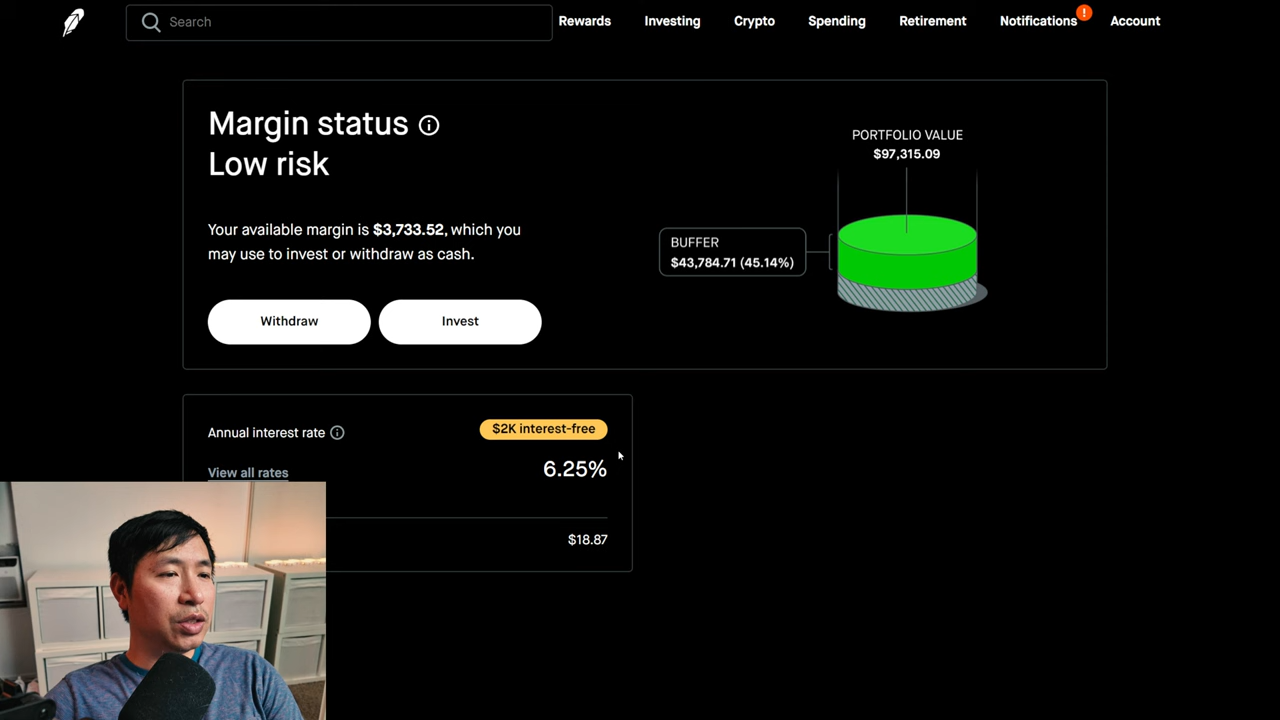 Search
Rewards
Investing
Crypto
Spending
Retirement
Notifications
!
Account
Margin status
Low risk
Your available margin is $3,733.52, which you
may use to invest or withdraw as cash.
Withdraw
Invest
PORTFOLIO VALUE
$97,315.09
BUFFER
$43,784.71 (45.14%)
Annual interest rate
$2K interest-free
View all rates
6.25%
$18.87